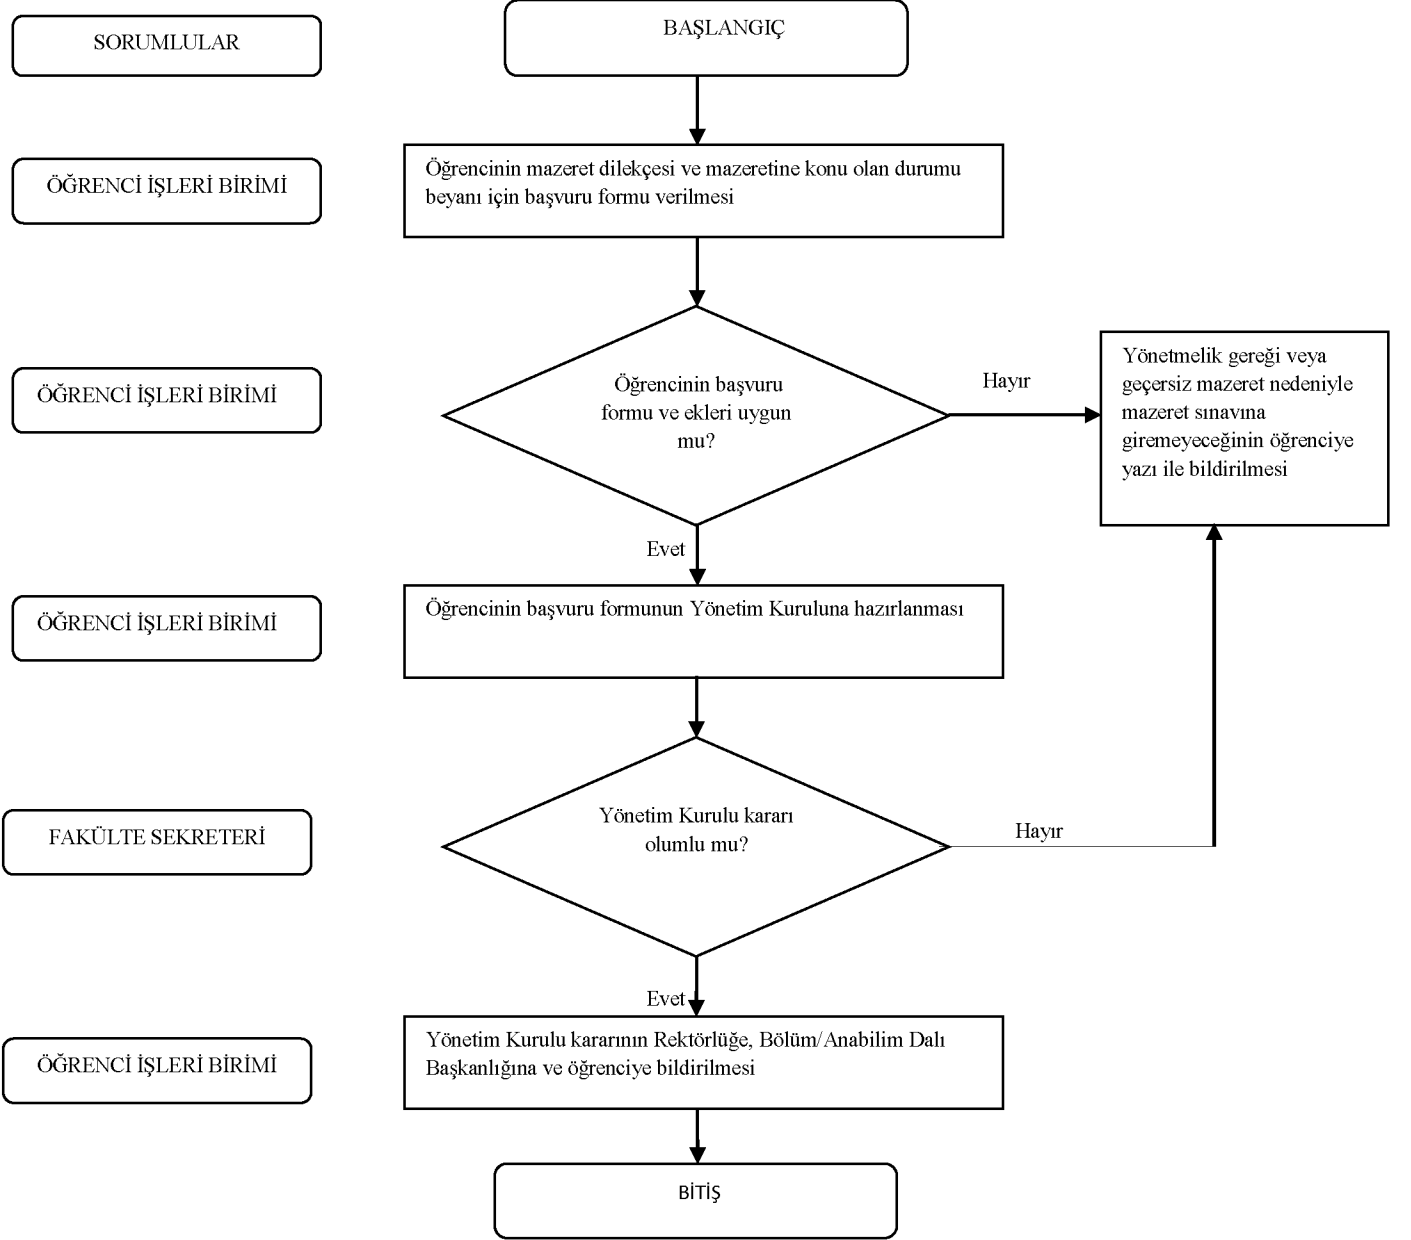 SORUMLULAR
BAŞLANGIÇ
ÖĞRENCİ İŞLERİ BİRİMİ
Öğrencinin mazeret dilekçesi ve mazeretine konu olan durumu
beyanı için başvuru formu verilmesi
ÖĞRENCİ İŞLERİ BİRİMİ
Öğrencinin başvuru
formu ve ekleri uygun
mu?
Hayır
Yönetmelik gereği veya
geçersiz mazeret nedeniyle
mazeret sınavına
giremeyeceğinin öğrenciye
yazı ile bildirilmesi
Evet
ÖĞRENCİ İŞLERİ BİRİMİ
Öğrencinin başvuru formunun Yönetim Kuruluna hazırlanması
FAKÜLTE SEKRETERİ
Yönetim Kurulu kararı
olumlu mu?
Hayır
Evet
ÖĞRENCİ İŞLERİ BİRİMİ
Yönetim Kurulu kararının Rektörlüğe, Bölüm/Anabilim Dalı
Başkanlığına ve öğrenciye bildirilmesi
BİTİŞ